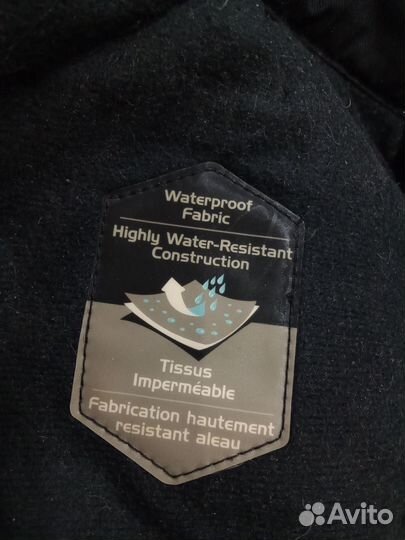 Waterproof
Fabric
Highly Water-Resistant
Construction
Tissus
Imperméable
Fabrication hautement
resistant aleau
Avito